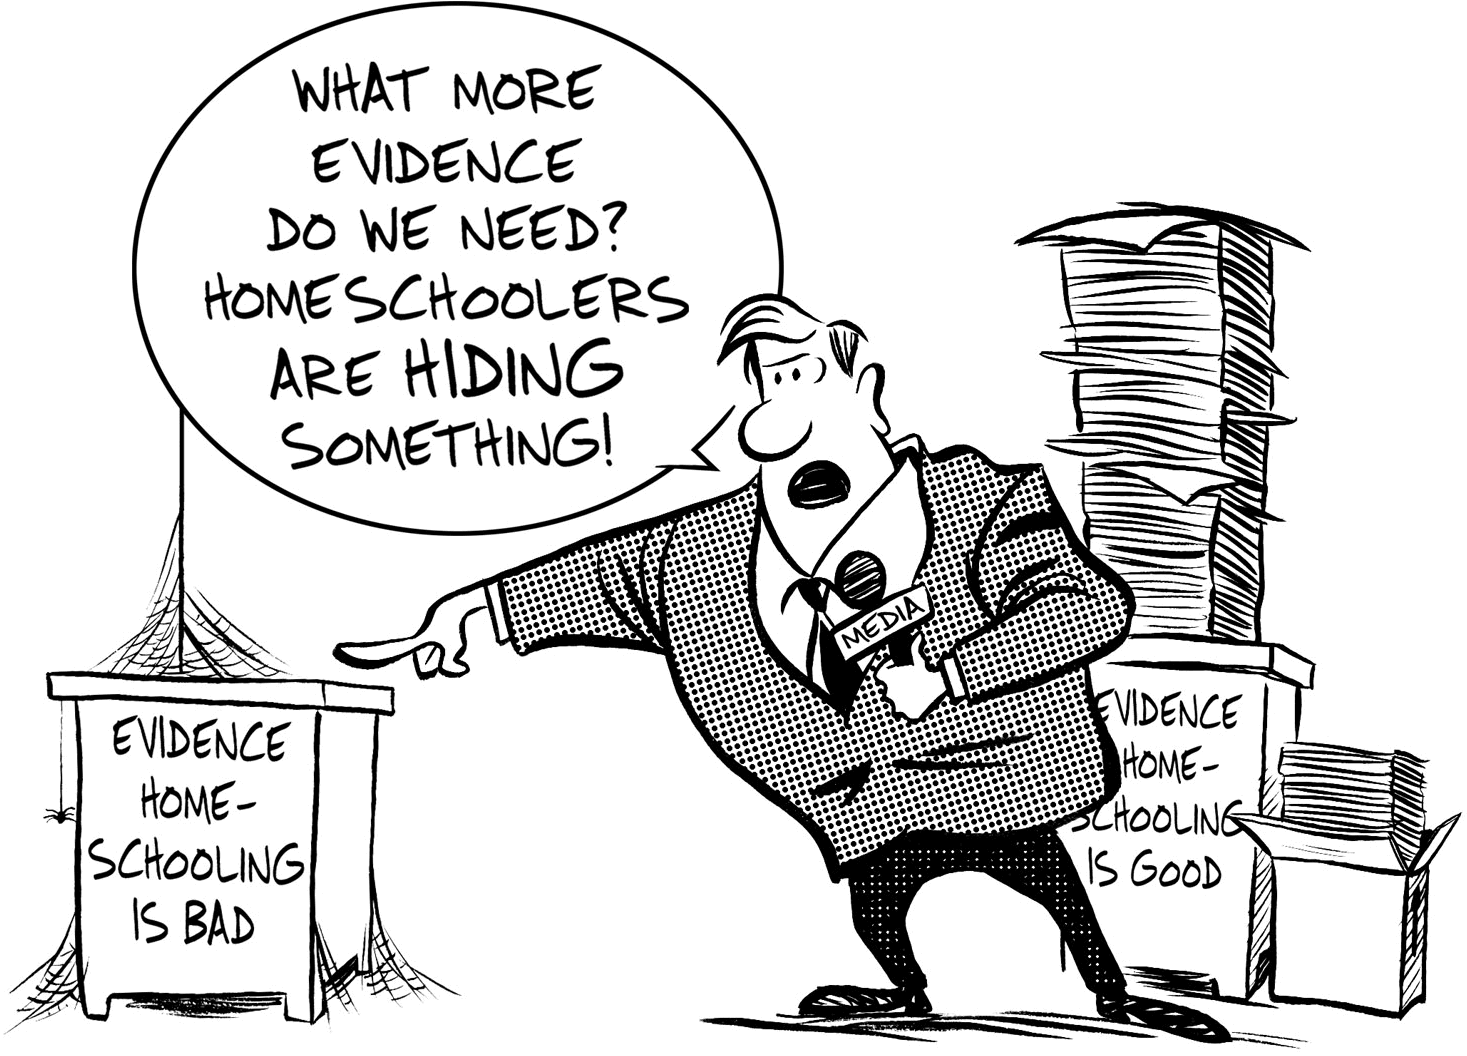 WHAT MORE
EVIDENCE
DO WE NEED?
HOMESCHOOLERS
ARE HIDING
SOMETHING!
MEDIA
EVIDENCE
HOME-
SCHOOLING
IS BAD
EVIDENCE
HOME-
SCHOOLING
IS GOOD